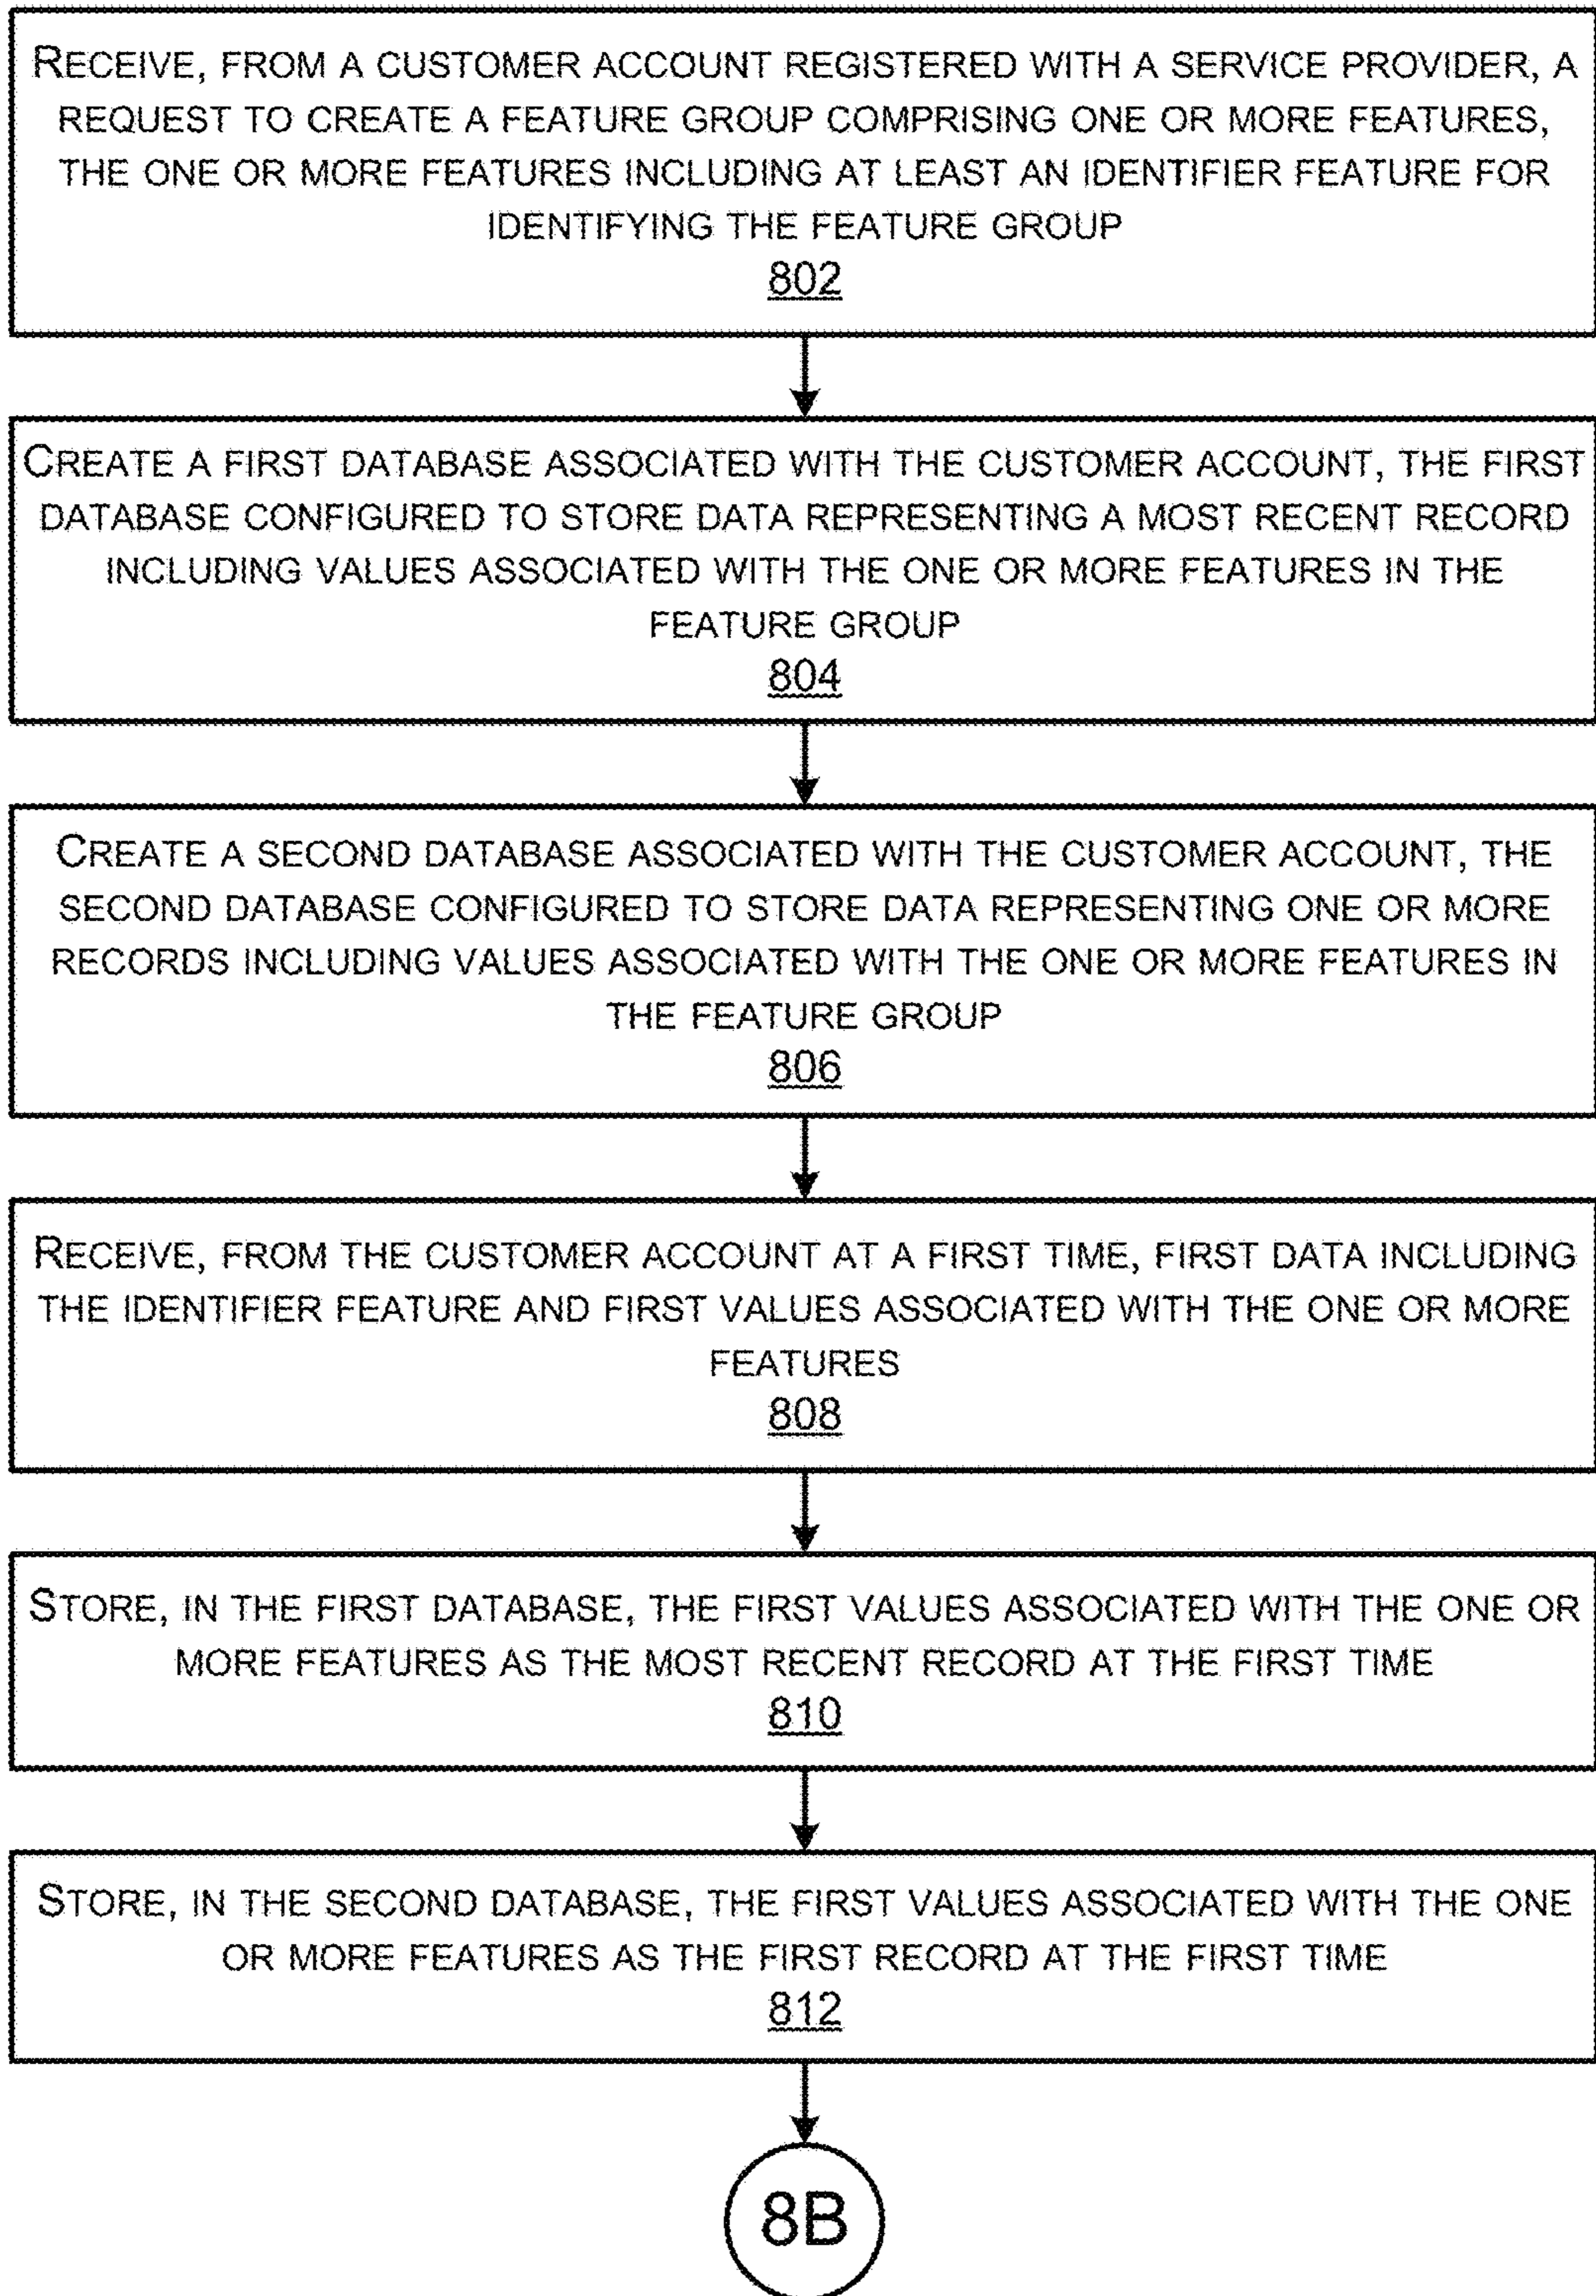 RECEIVE, FROM A CUSTOMER ACCOUNT REGISTERED WITH A SERVICE PROVIDER, A
REQUEST TO CREATE A FEATURE GROUP COMPRISING ONE OR MORE FEATURES,
THE ONE OR MORE FEATURES INCLUDING AT LEAST AN IDENTIFIER FEATURE FOR
IDENTIFYING THE FEATURE GROUP
802
CREATE A FIRST DATABASE ASSOCIATED WITH THE CUSTOMER ACCOUNT, THE FIRST
DATABASE CONFIGURED TO STORE DATA REPRESENTING A MOST RECENT RECORD
INCLUDING VALUES ASSOCIATED WITH THE ONE OR MORE FEATURES IN THE
FEATURE GROUP
804
CREATE A SECOND DATABASE ASSOCIATED WITH THE CUSTOMER ACCOUNT, THE
SECOND DATABASE CONFIGURED TO STORE DATA REPRESENTING ONE OR MORE
RECORDS INCLUDING VALUES ASSOCIATED WITH THE ONE OR MORE FEATURES IN
THE FEATURE GROUP
806
RECEIVE, FROM THE CUSTOMER ACCOUNT AT A FIRST TIME, FIRST DATA INCLUDING
THE IDENTIFIER FEATURE AND FIRST VALUES ASSOCIATED WITH THE ONE OR MORE
FEATURES
808
STORE, IN THE FIRST DATABASE, THE FIRST VALUES ASSOCIATED WITH THE ONE OR
MORE FEATURES AS THE MOST RECENT RECORD AT THE FIRST TIME
810
STORE, IN THE SECOND DATABASE, THE FIRST VALUES ASSOCIATED WITH THE ONE
OR MORE FEATURES AS THE FIRST RECORD AT THE FIRST TIME
812
8B